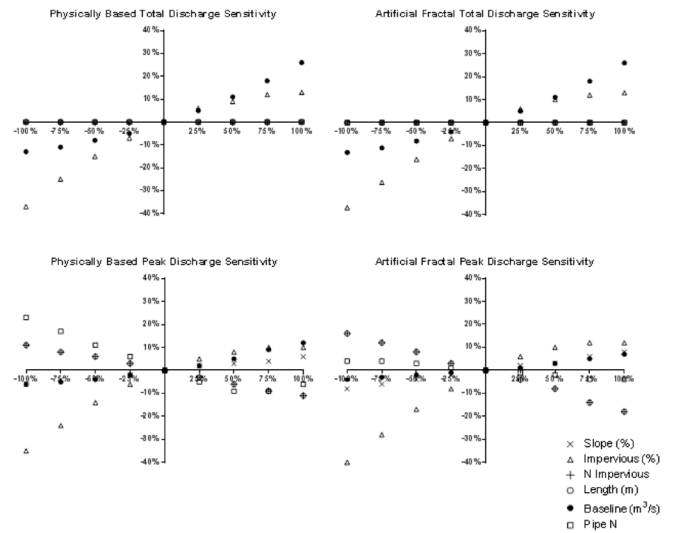 Physically Based Total Discharge Sensitivity
40%
30%
20%
10%
-100% -75% -50% -25% 25% 50% 75% 100%
-10%
-20%
-30%
-40%
Artificial Fractal Total Discharge Sensitivity
40%
30%
20%
10%
-100% -75% -50% -25% 25% 50% 75% 100%
-10%
-20%
-30%
-40%
Physically Based Peak Discharge Sensitivity
40%
30%
20%
10%
-100% -75% -50% -25% 25% 50% 75% 100%
-10%
-20%
-30%
-40%
Artificial Fractal Peak Discharge Sensitivity
40%
30%
20%
10%
-100% -75% -50% -25% 25% 50% 75% 100%
-10%
-20%
-30%
-40%
Slope (%)
Impervious (%)
N Impervious
Length (m)
Baseline (m³/s)
Pipe N